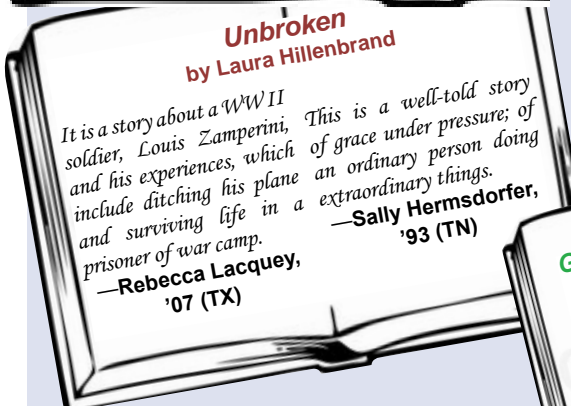 Unbroken
by Laura Hillenbrand
It is a story about a WW II
soldier, Louis Zamperini,
and his experiences, which
include ditching his plane
and surviving life in a
prisoner of war camp.
—Rebecca Lacquey,
’07 (TX)
This is a well-told story
of grace under pressure; of
an ordinary person doing
extraordinary things.
—Sally Hermsdorfer,
’93 (TN)
G